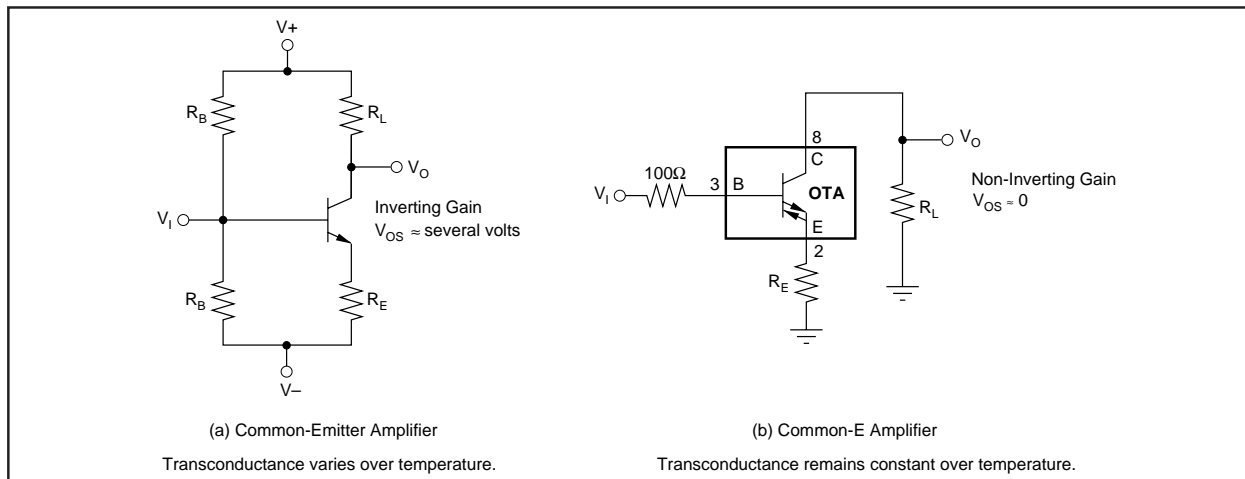 V+
R_B
R_L
V_O
V_I
Inverting Gain
V_OS ≈ several volts
R_B
R_E
V–
(a) Common-Emitter Amplifier
Transconductance varies over temperature.
8
C
V_O
100Ω
3
B
OTA
V_I
Non-Inverting Gain
V_OS ≈ 0
R_L
E
2
R_E
(b) Common-E Amplifier
Transconductance remains constant over temperature.